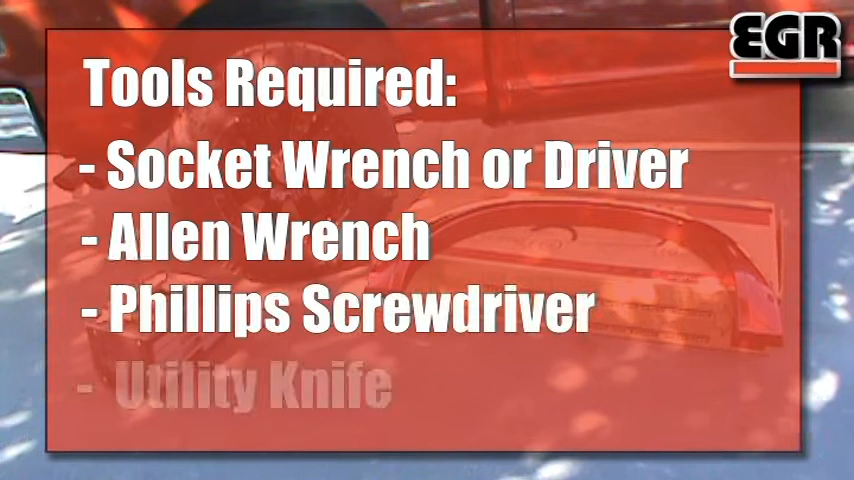 EGR
Tools Required:
- Socket Wrench or Driver
- Allen Wrench
- Phillips Screwdriver
- Utility Knife